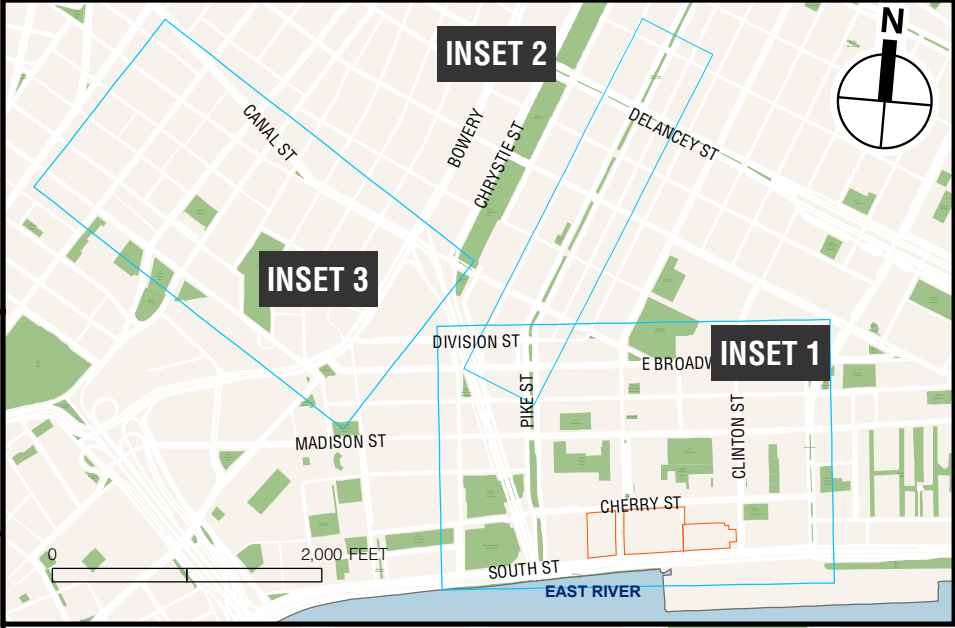 INSET 2
N
CANAL ST
BOWERY
CHRYSTIE ST
DELANCEY ST
INSET 3
DIVISION ST
INSET 1
E BROADW
PIKE ST
CLINTON ST
MADISON ST
CHERRY ST
0
2,000 FEET
SOUTH ST
EAST RIVER